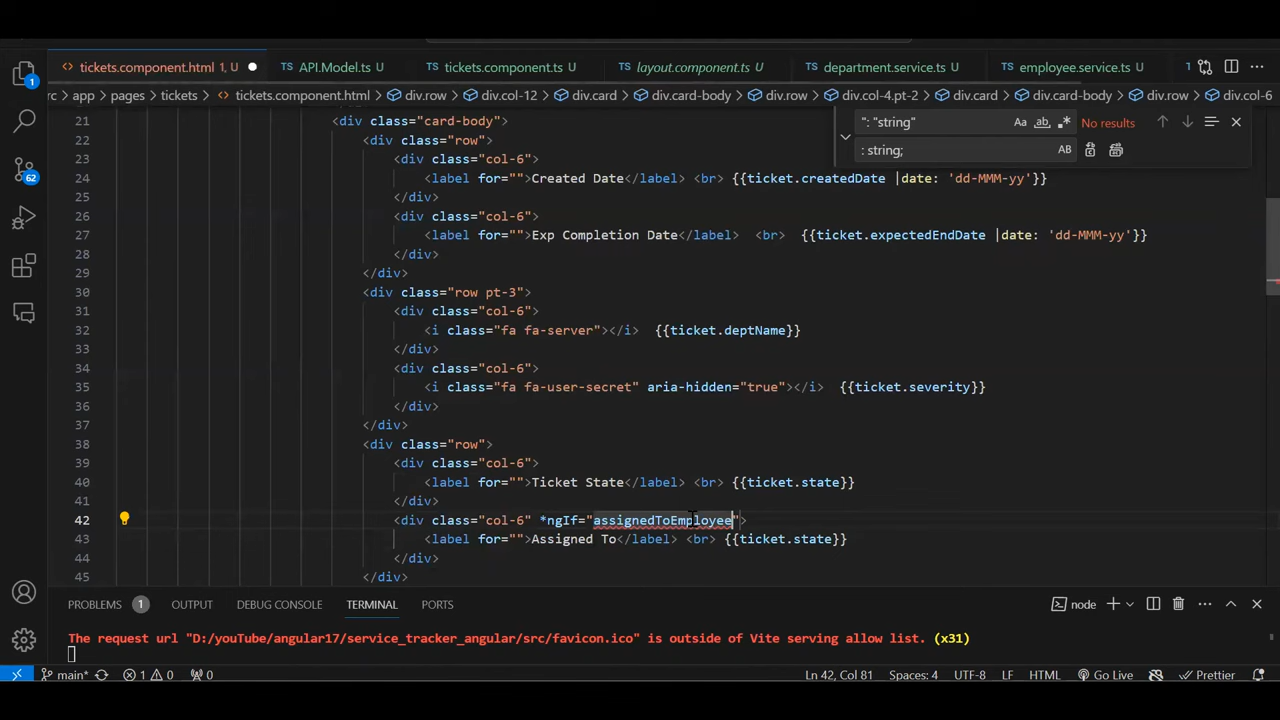 tickets.component.html 1, U
API.Model.ts U
tickets.component.ts U
layout.component.ts U
department.service.ts U
employee.service.ts U
1
rc > app > pages > tickets > tickets.component.html > div.row > div.col-12 > div.card > div.card-body > div.row > div.col-4.pt-2 > div.card > div.card-body > div.row > div.col-6
": "string"
Aa ab .*
No results
: string;
AB
21 <div class="card-body">
22 <div class="row">
23 <div class="col-6">
24 <label for="">Created Date</label> <br> {{ticket.createdDate |date: 'dd-MMM-yy'}}
25 </div>
26 <div class="col-6">
27 <label for="">Exp Completion Date</label> <br> {{ticket.expectedEndDate |date: 'dd-MMM-yy'}}
28 </div>
29 </div>
30 <div class="row pt-3">
31 <div class="col-6">
32 <i class="fa fa-server"></i> {{ticket.deptName}}
33 </div>
34 <div class="col-6">
35 <i class="fa fa-user-secret" aria-hidden="true"></i> {{ticket.severity}}
36 </div>
37 </div>
38 <div class="row">
39 <div class="col-6">
40 <label for="">Ticket State</label> <br> {{ticket.state}}
41 </div>
42 <div class="col-6" *ngIf="assignedToEmployee">
43 <label for="">Assigned To</label> <br> {{ticket.state}}
44 </div>
45 </div>
1
62
PROBLEMS 1 OUTPUT DEBUG CONSOLE TERMINAL PORTS
node
The request url "D:/youTube/angular17/service_tracker_angular/src/favicon.ico" is outside of Vite serving allow list. (x31)
main* 1 0 0
Ln 42, Col 81 Spaces: 4 UTF-8 LF HTML Go Live Prettier